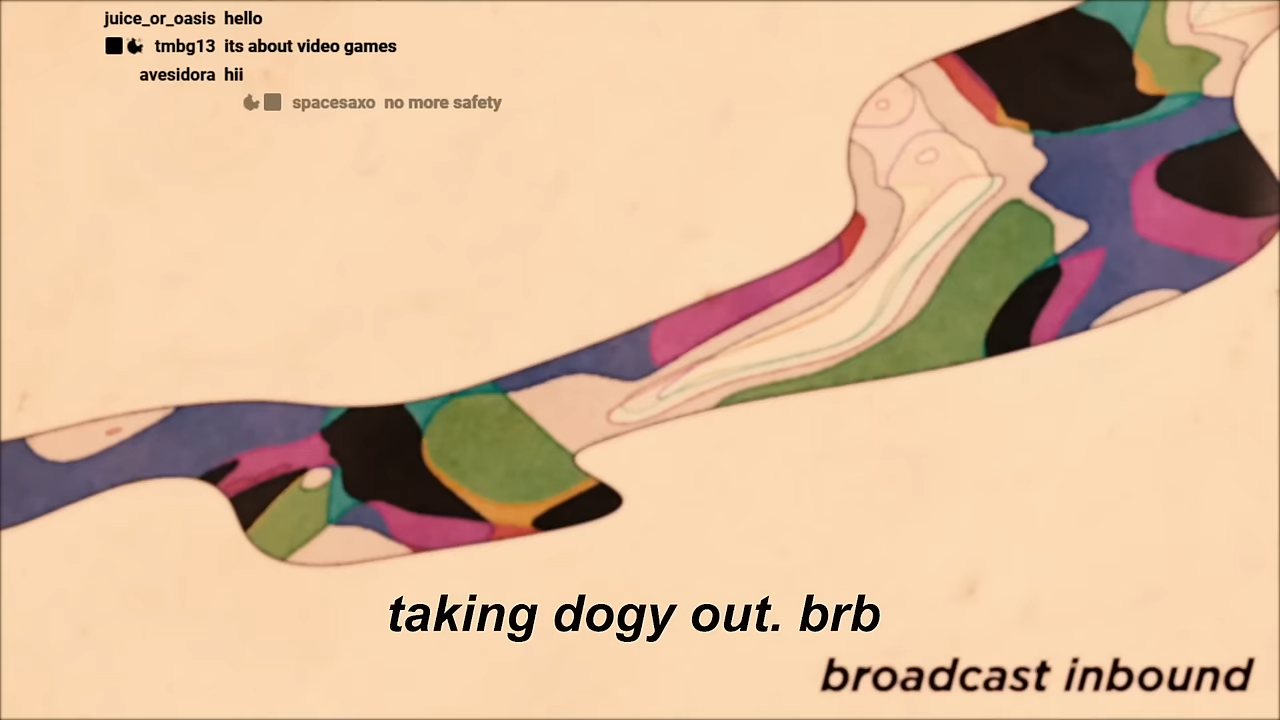 juice_or_oasis hello
tmbg13 its about video games
avesidora hii
spacesaxo no more safety
taking dogy out. brb
broadcast inbound